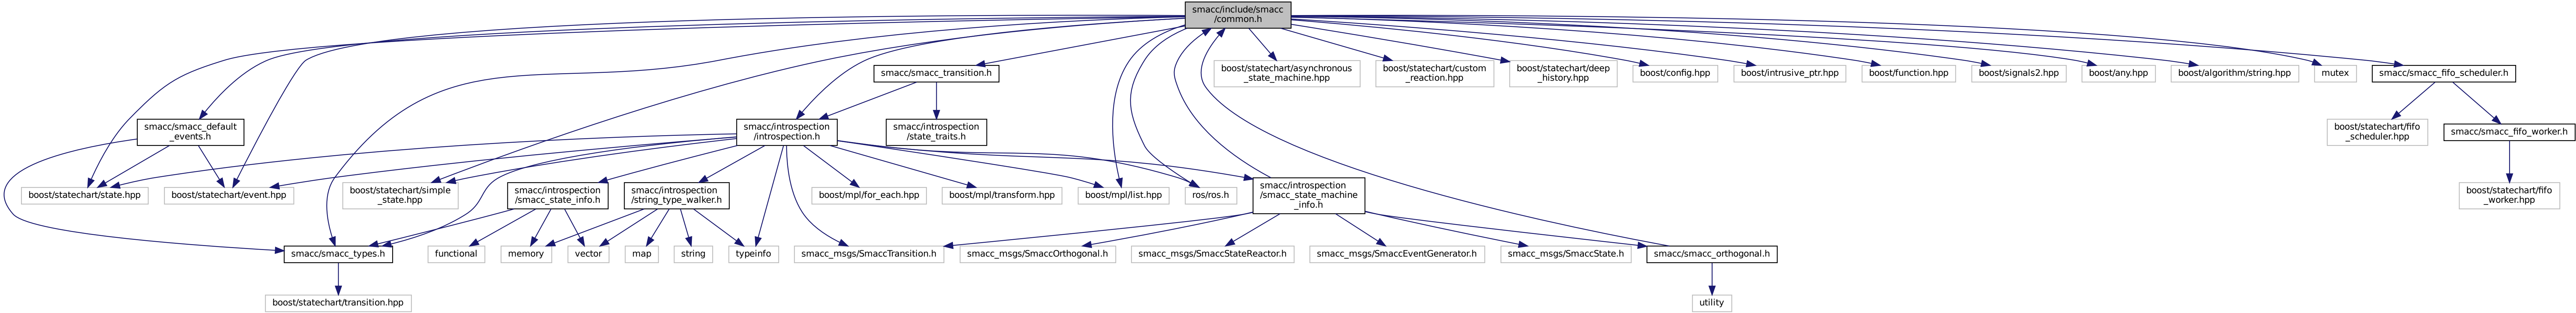 smacc/include/smacc
/common.h
smacc/smacc_transition.h
boost/statechart/asynchronous
_state_machine.hpp
boost/statechart/custom
_reaction.hpp
boost/statechart/deep
_history.hpp
boost/config.hpp
boost/intrusive_ptr.hpp
boost/function.hpp
boost/signals2.hpp
boost/any.hpp
boost/algorithm/string.hpp
mutex
smacc/smacc_fifo_scheduler.h
smacc/smacc_default
_events.h
smacc/introspection
/introspection.h
smacc/introspection
/state_traits.h
boost/statechart/fifo
_scheduler.hpp
smacc/smacc_fifo_worker.h
boost/statechart/state.hpp
boost/statechart/event.hpp
boost/statechart/simple
_state.hpp
smacc/introspection
/smacc_state_info.h
smacc/introspection
/string_type_walker.h
boost/mpl/for_each.hpp
boost/mpl/transform.hpp
boost/mpl/list.hpp
ros/ros.h
smacc/introspection
/smacc_state_machine
_info.h
boost/statechart/fifo
_worker.hpp
smacc/smacc_types.h
functional
memory
vector
map
string
typeinfo
smacc_msgs/SmaccTransition.h
smacc_msgs/SmaccOrthogonal.h
smacc_msgs/SmaccStateReactor.h
smacc_msgs/SmaccEventGenerator.h
smacc_msgs/SmaccState.h
smacc/smacc_orthogonal.h
boost/statechart/transition.hpp
utility